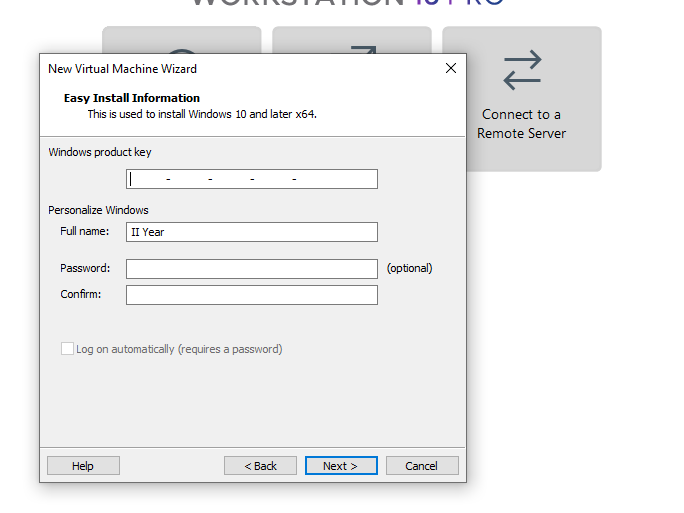 WORKSTATION PRO
New Virtual Machine Wizard
Easy Install Information
This is used to install Windows 10 and later x64.
Connect to a
Remote Server
Windows product key
- - - -
Personalize Windows
Full name: II Year
Password: (optional)
Confirm:
Log on automatically (requires a password)
Help < Back Next > Cancel